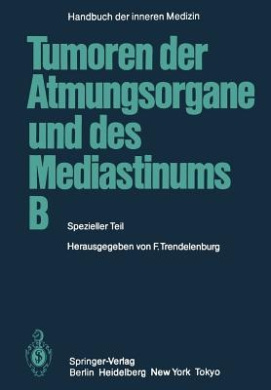 Handbuch der inneren Medizin
Tumoren der
Atmungsorgane
und des
Mediastinums
B
Spezieller Teil
Herausgegeben von F. Trendelenburg
Springer-Verlag
Berlin Heidelberg New York Tokyo